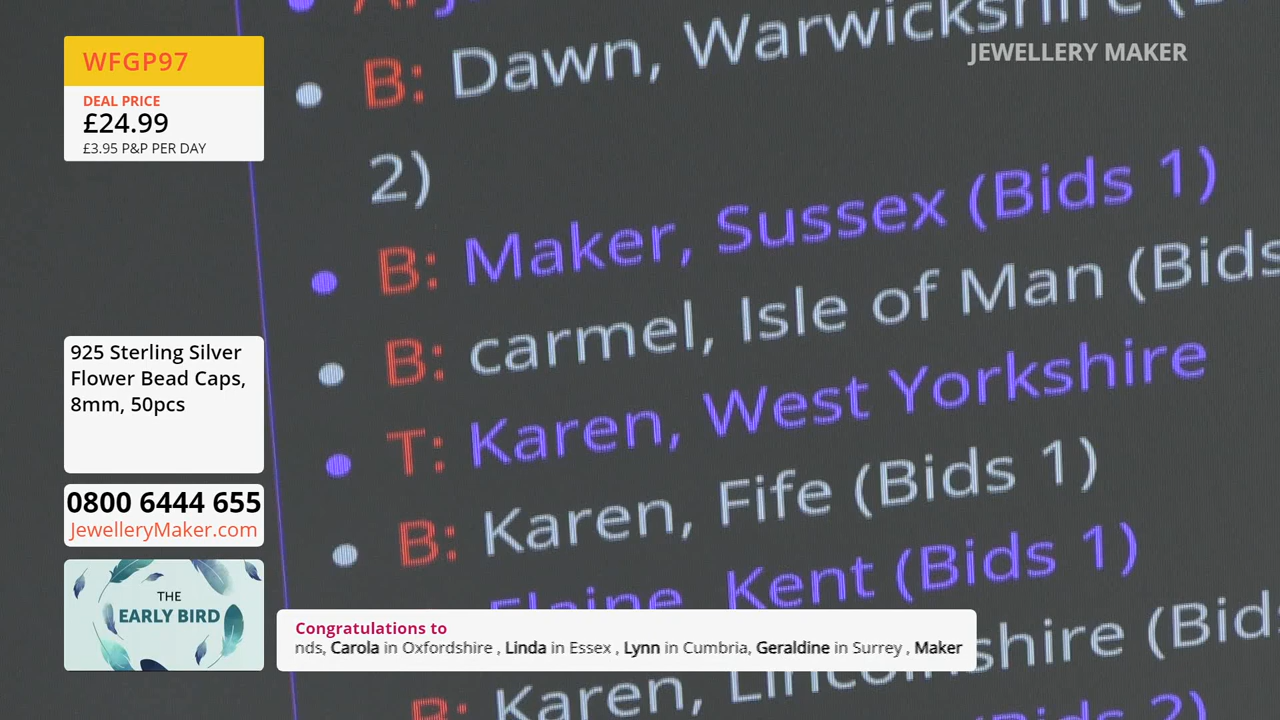 WFGP97
DEAL PRICE
£24.99
£3.95 P&P PER DAY
JEWELLERY MAKER
B: Dawn, Warwickshire
2)
B: Maker, Sussex (Bids 1)
B: carmel, Isle of Man (Bids
T: Karen, West Yorkshire
B: Karen, Fife (Bids 1)
Elaine, Kent (Bids 1)
B: Karen, Lincolnshire (Bids
925 Sterling Silver
Flower Bead Caps,
8mm, 50pcs
0800 6444 655
JewelleryMaker.com
THE
EARLY BIRD
Congratulations to
nds, Carola in Oxfordshire , Linda in Essex , Lynn in Cumbria, Geraldine in Surrey , Maker